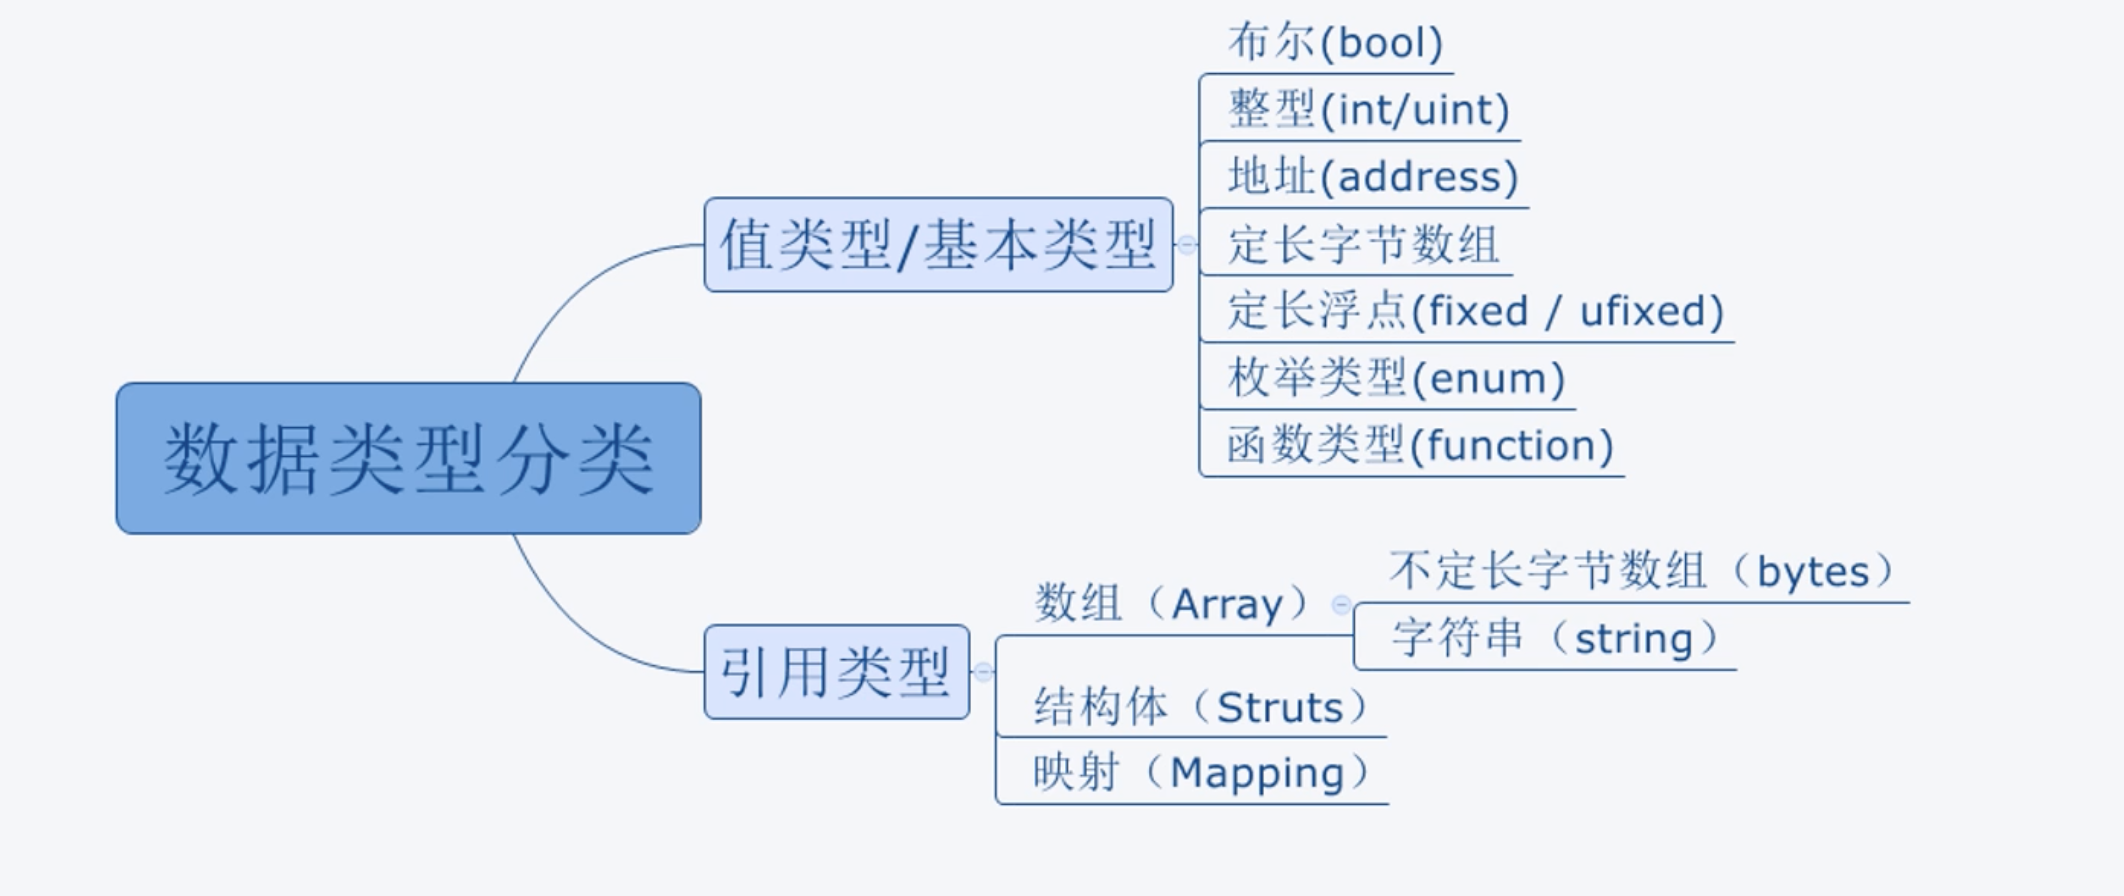 数据类型分类
值类型/基本类型
布尔(bool)
整型(int/uint)
地址(address)
定长字节数组
定长浮点(fixed / ufixed)
枚举类型(enum)
函数类型(function)
引用类型
数组（Array）
不定长字节数组（bytes）
字符串（string）
结构体（Struts）
映射（Mapping）